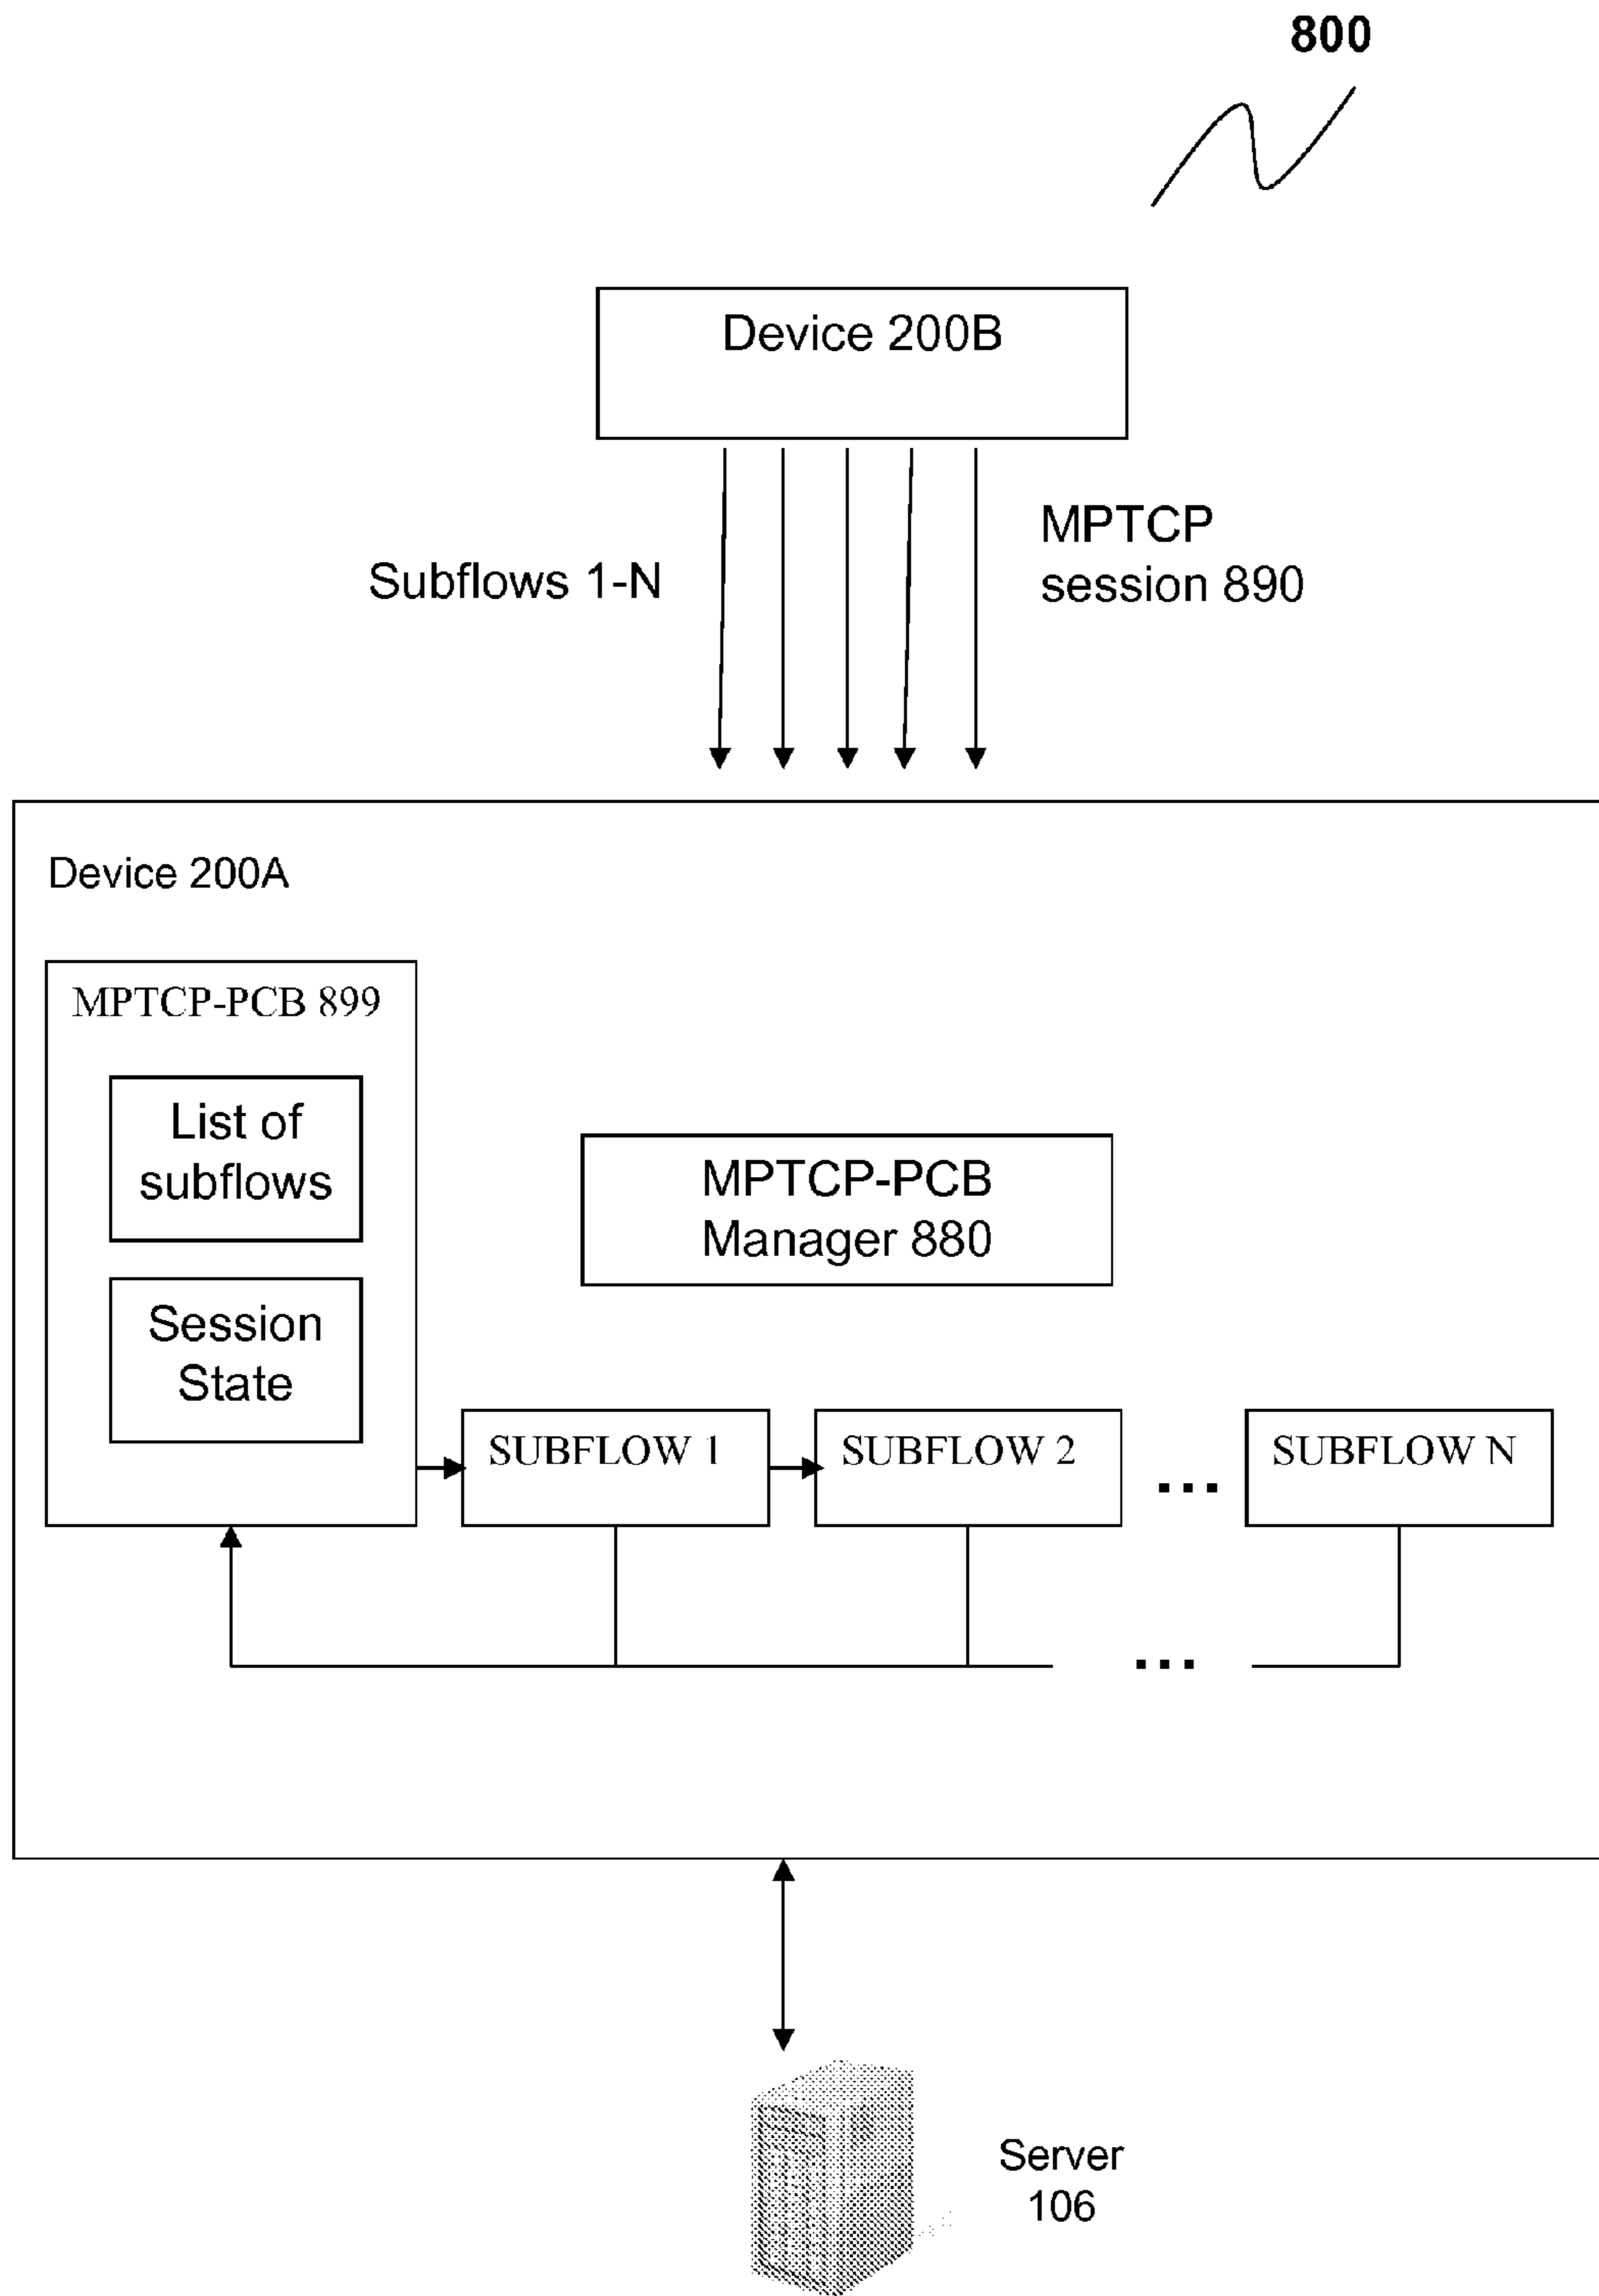 800
Device 200B
Subflows 1-N
MPTCP
session 890
Device 200A
MPTCP-PCB 899
List of
subflows
Session
State
MPTCP-PCB
Manager 880
SUBFLOW 1
SUBFLOW 2
...
SUBFLOW N
...
Server
106